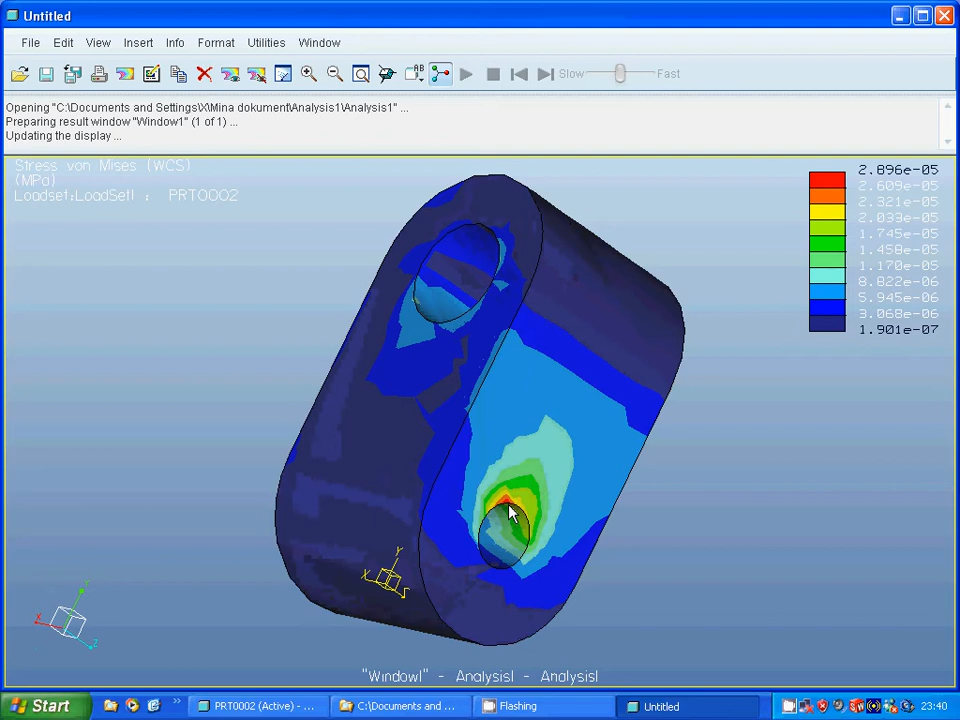 Untitled
File Edit View Insert Info Format Utilities Window
AB
Slow Fast
Opening "C:\Documents and Settings\X\Mina dokument\Analysis1\Analysis1" ...
Preparing result window "Window1" (1 of 1) ...
Updating the display ...
Stress von Mises (WCS)
(MPa)
Loadset:LoadSet1 : PRT0002
2.896e-05
2.609e-05
2.321e-05
2.033e-05
1.745e-05
1.458e-05
1.170e-05
8.822e-06
5.945e-06
3.068e-06
1.901e-07
Y
X
Z
Y
X
Z
"Window1" - Analysis1 - Analysis1
Start
PRT0002 (Active) - ...
C:\Documents and ...
Flashing
Untitled
23:40